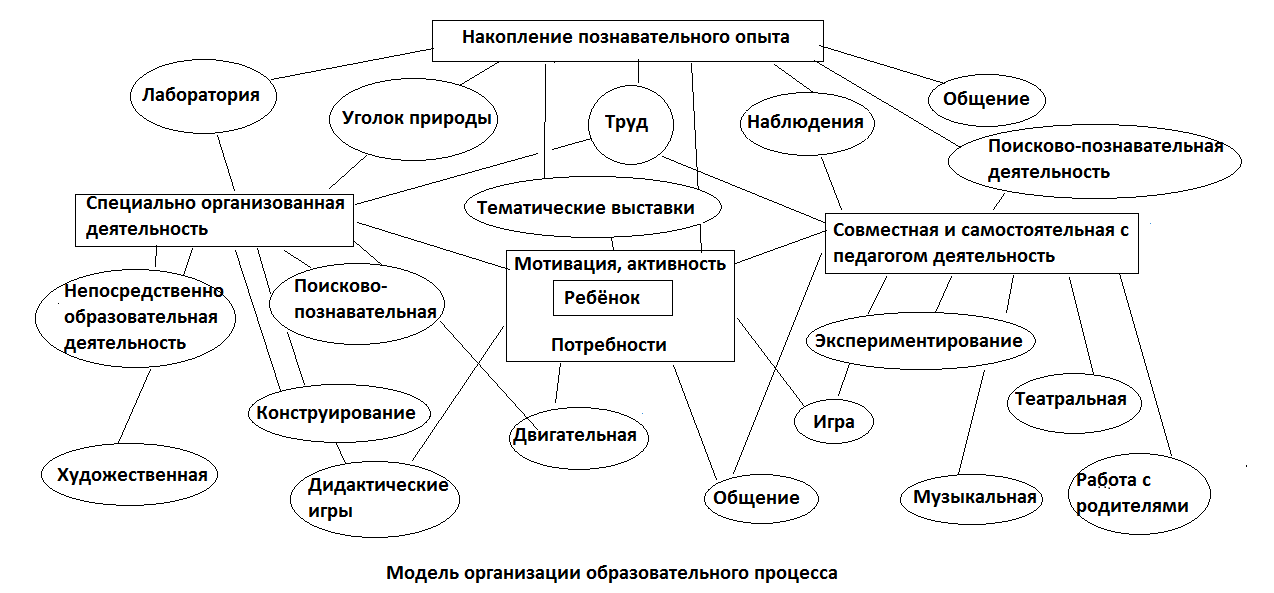 Накопление познавательного опыта
Лаборатория
Уголок природы
Труд
Наблюдения
Общение
Поисково-познавательная
деятельность
Специально организованная
деятельность
Тематические выставки
Совместная и самостоятельная с
педагогом деятельность
Мотивация, активность
Ребёнок
Потребности
Непосредственно
образовательная
деятельность
Поисково-
познавательная
Экспериментирование
Конструирование
Двигательная
Игра
Театральная
Художественная
Дидактические
игры
Общение
Музыкальная
Работа с
родителями
Модель организации образовательного процесса